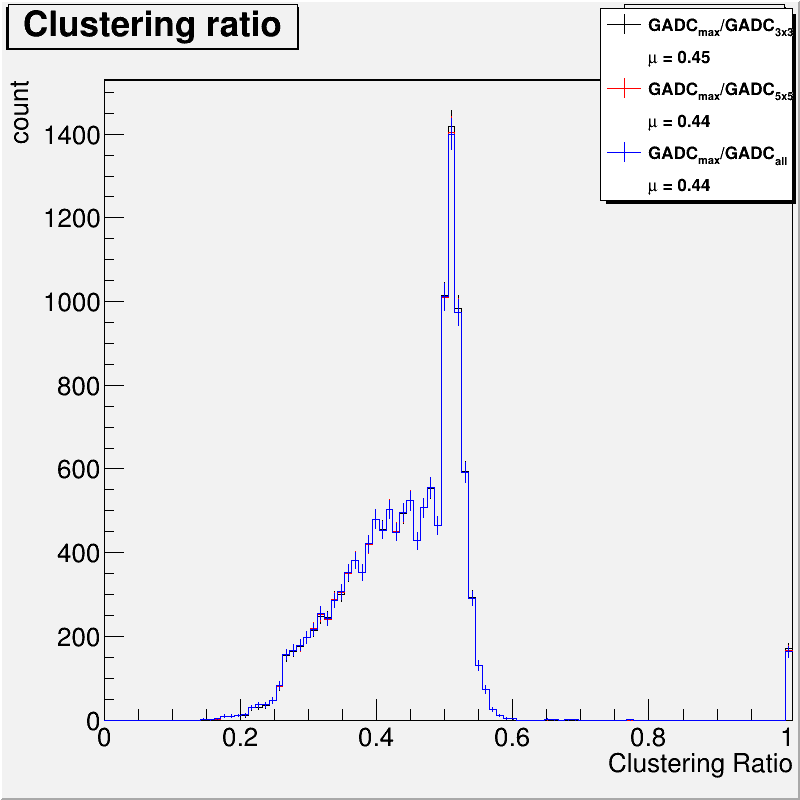 Clustering ratio
GADCmax/GADC3x3
μ = 0.45
GADCmax/GADC5x5
μ = 0.44
GADCmax/GADCall
μ = 0.44
count
1400
1200
1000
800
600
400
200
0
0 0.2 0.4 0.6 0.8 1
Clustering Ratio